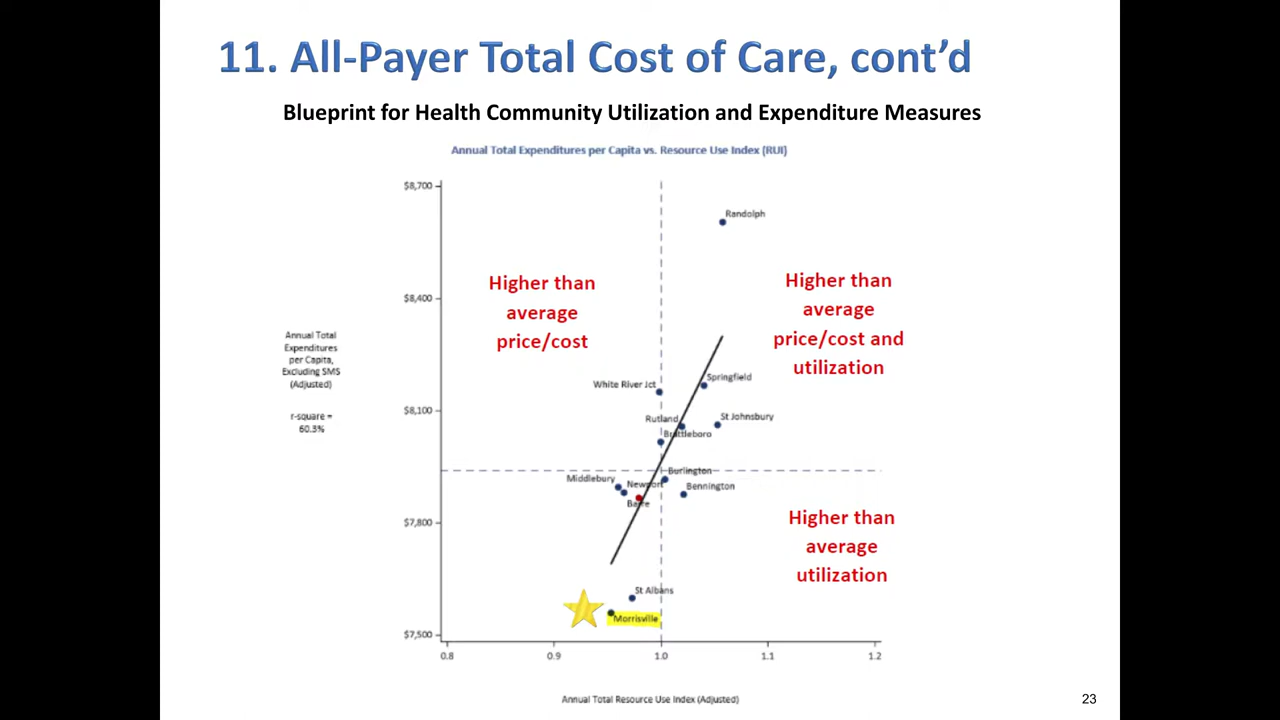 11. All-Payer Total Cost of Care, cont’d
Blueprint for Health Community Utilization and Expenditure Measures
Annual Total Expenditures per Capita vs. Resource Use Index (RUI)
$8,700
Randolph
Higher than
average
price/cost
Higher than
average
price/cost and
utilization
$8,400
Annual Total
Expenditures
per Capita,
Excluding SMS
(Adjusted)
r-square =
60.3%
White River Jct
Springfield
$8,100
Rutland
St Johnsbury
Brattleboro
Burlington
Middlebury
Newport
Bennington
Barre
$7,800
Higher than
average
utilization
St Albans
Morrisville
$7,500
0.8
0.9
1.0
1.1
1.2
Annual Total Resource Use Index (Adjusted)
23